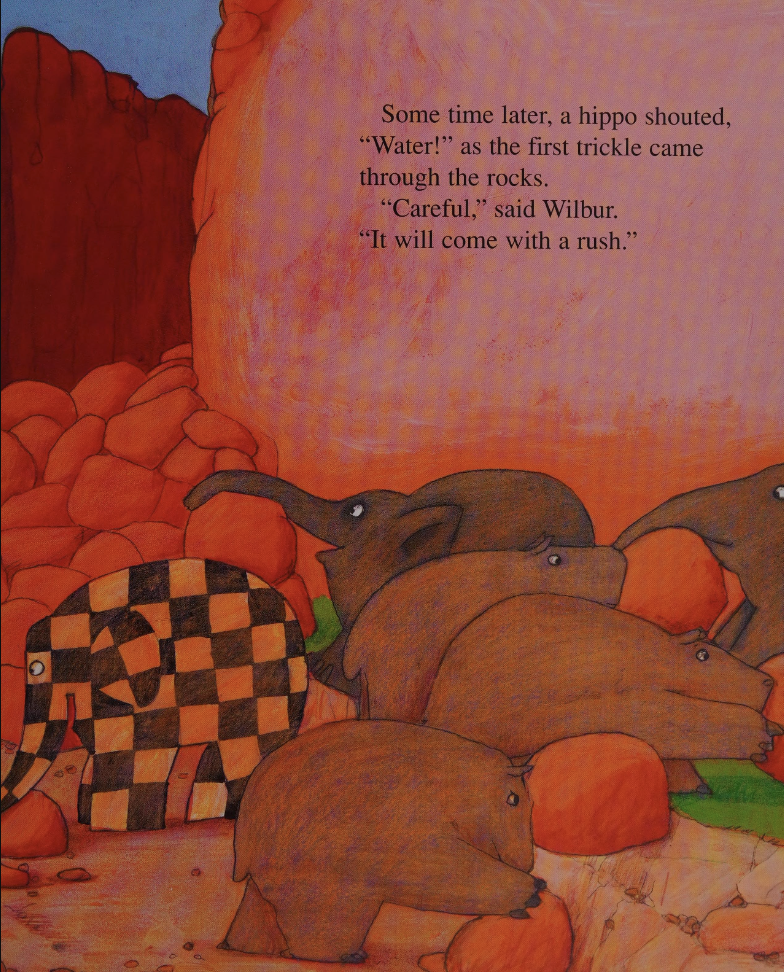 Some time later, a hippo shouted,
“Water!” as the first trickle came
through the rocks.
“Careful,” said Wilbur.
“It will come with a rush.”